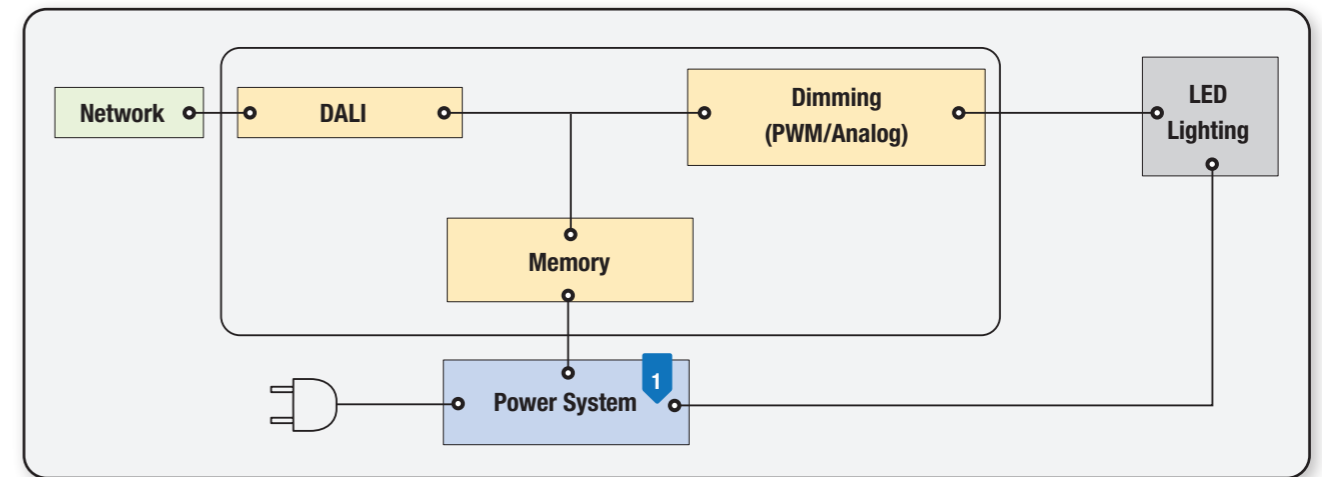 Network
DALI
Dimming
(PWM/Analog)
LED
Lighting
Memory
1
Power System